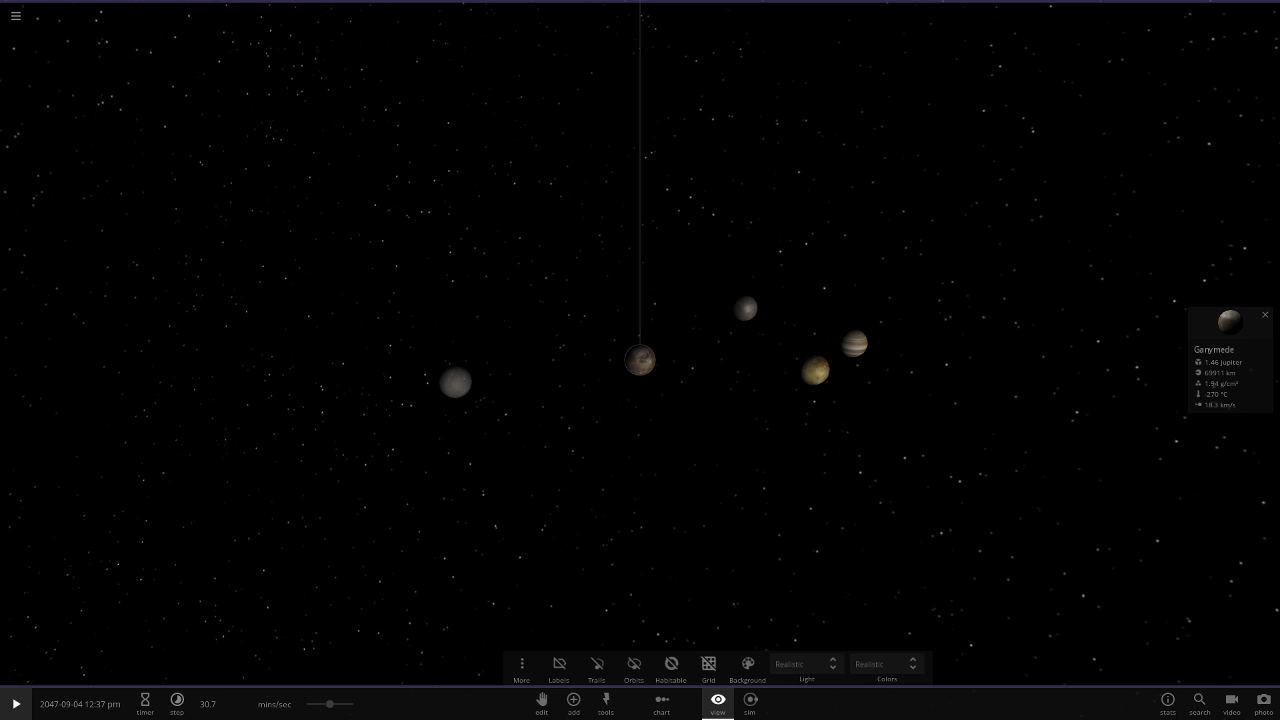 Ganymede
1.46 Jupiter
69911 km
1.94 g/cm³
-270 °C
18.3 km/s
More
Labels
Trails
Orbits
Habitable
Grid
Background
Realistic
Light
Realistic
Colors
2047-09-04 12:37 pm
timer
step
30.7
mins/sec
edit
add
tools
chart
view
sim
stats
search
video
photo